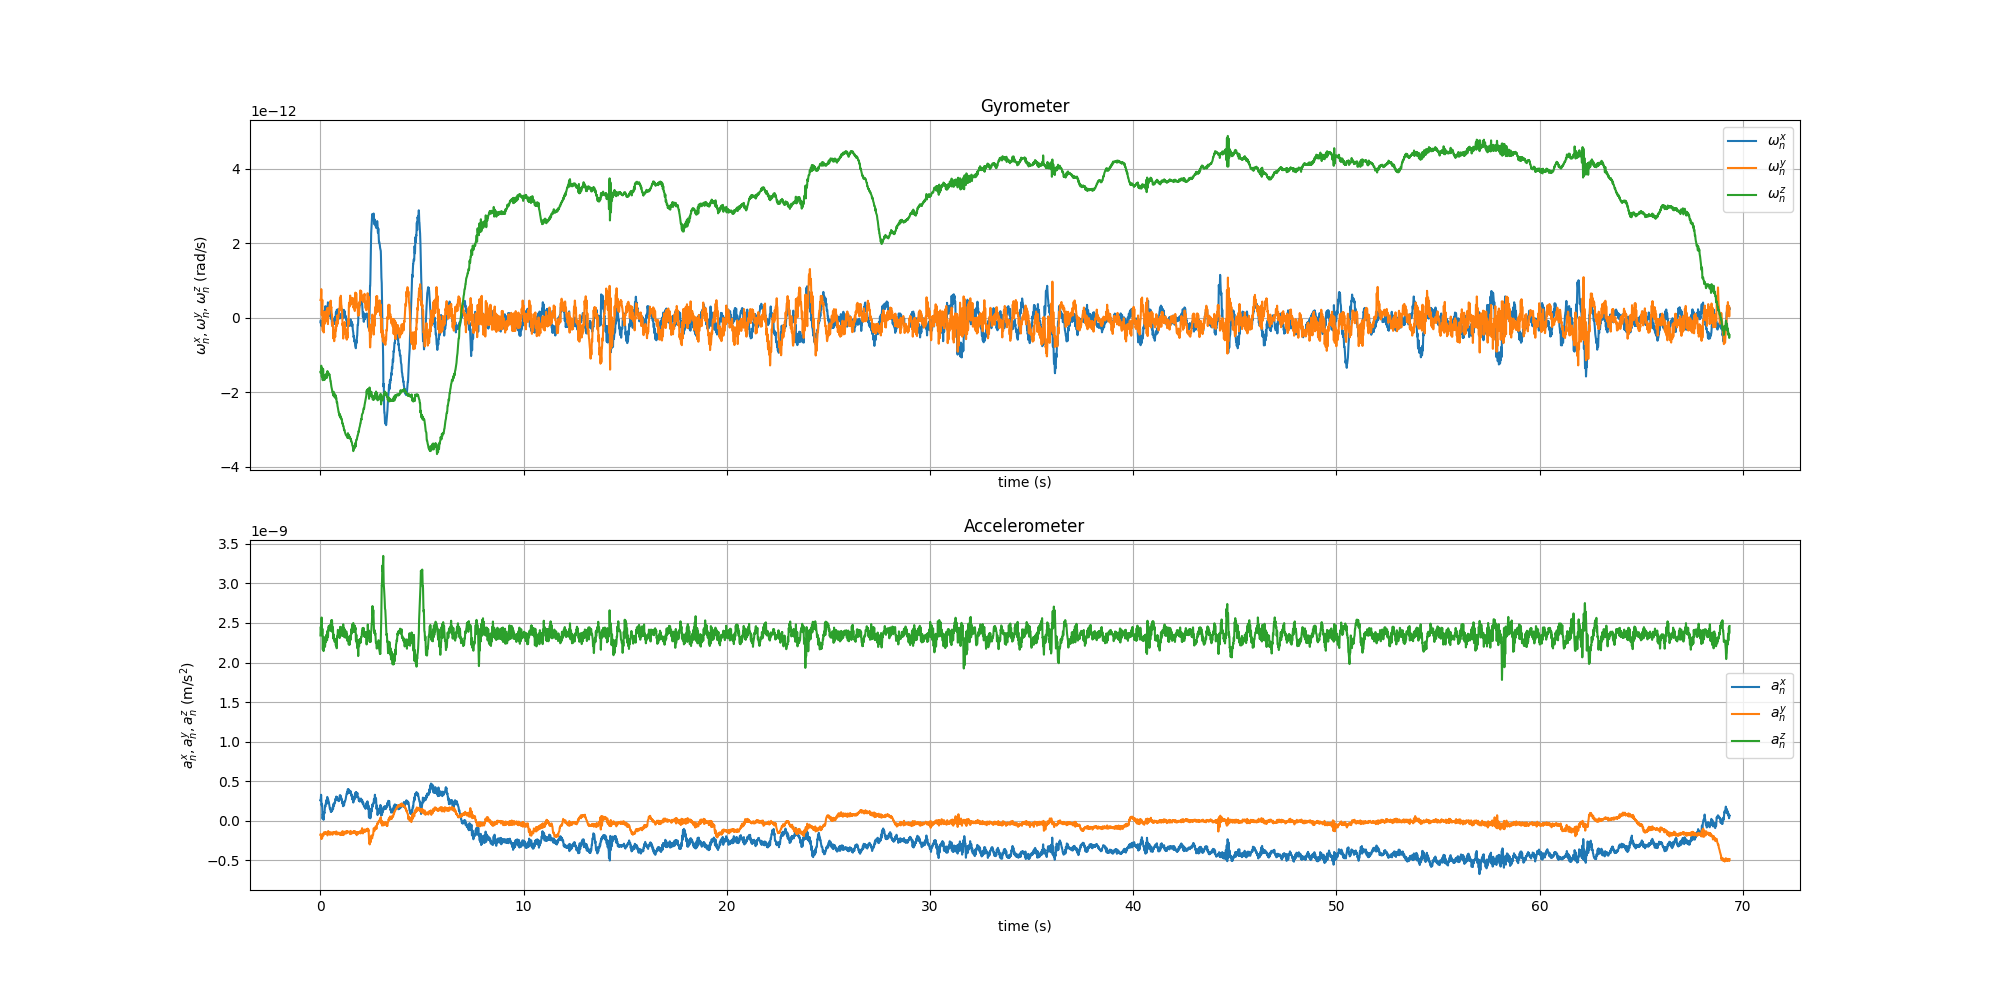 Gyrometer
1e−12
ω_n^x, ω_n^y, ω_n^z (rad/s)
4
2
0
−2
−4
ω_n^x
ω_n^y
ω_n^z
time (s)
Accelerometer
1e−9
a_n^x, a_n^y, a_n^z (m/s²)
3.5
3.0
2.5
2.0
1.5
1.0
0.5
0.0
−0.5
a_n^x
a_n^y
a_n^z
0 10 20 30 40 50 60 70
time (s)